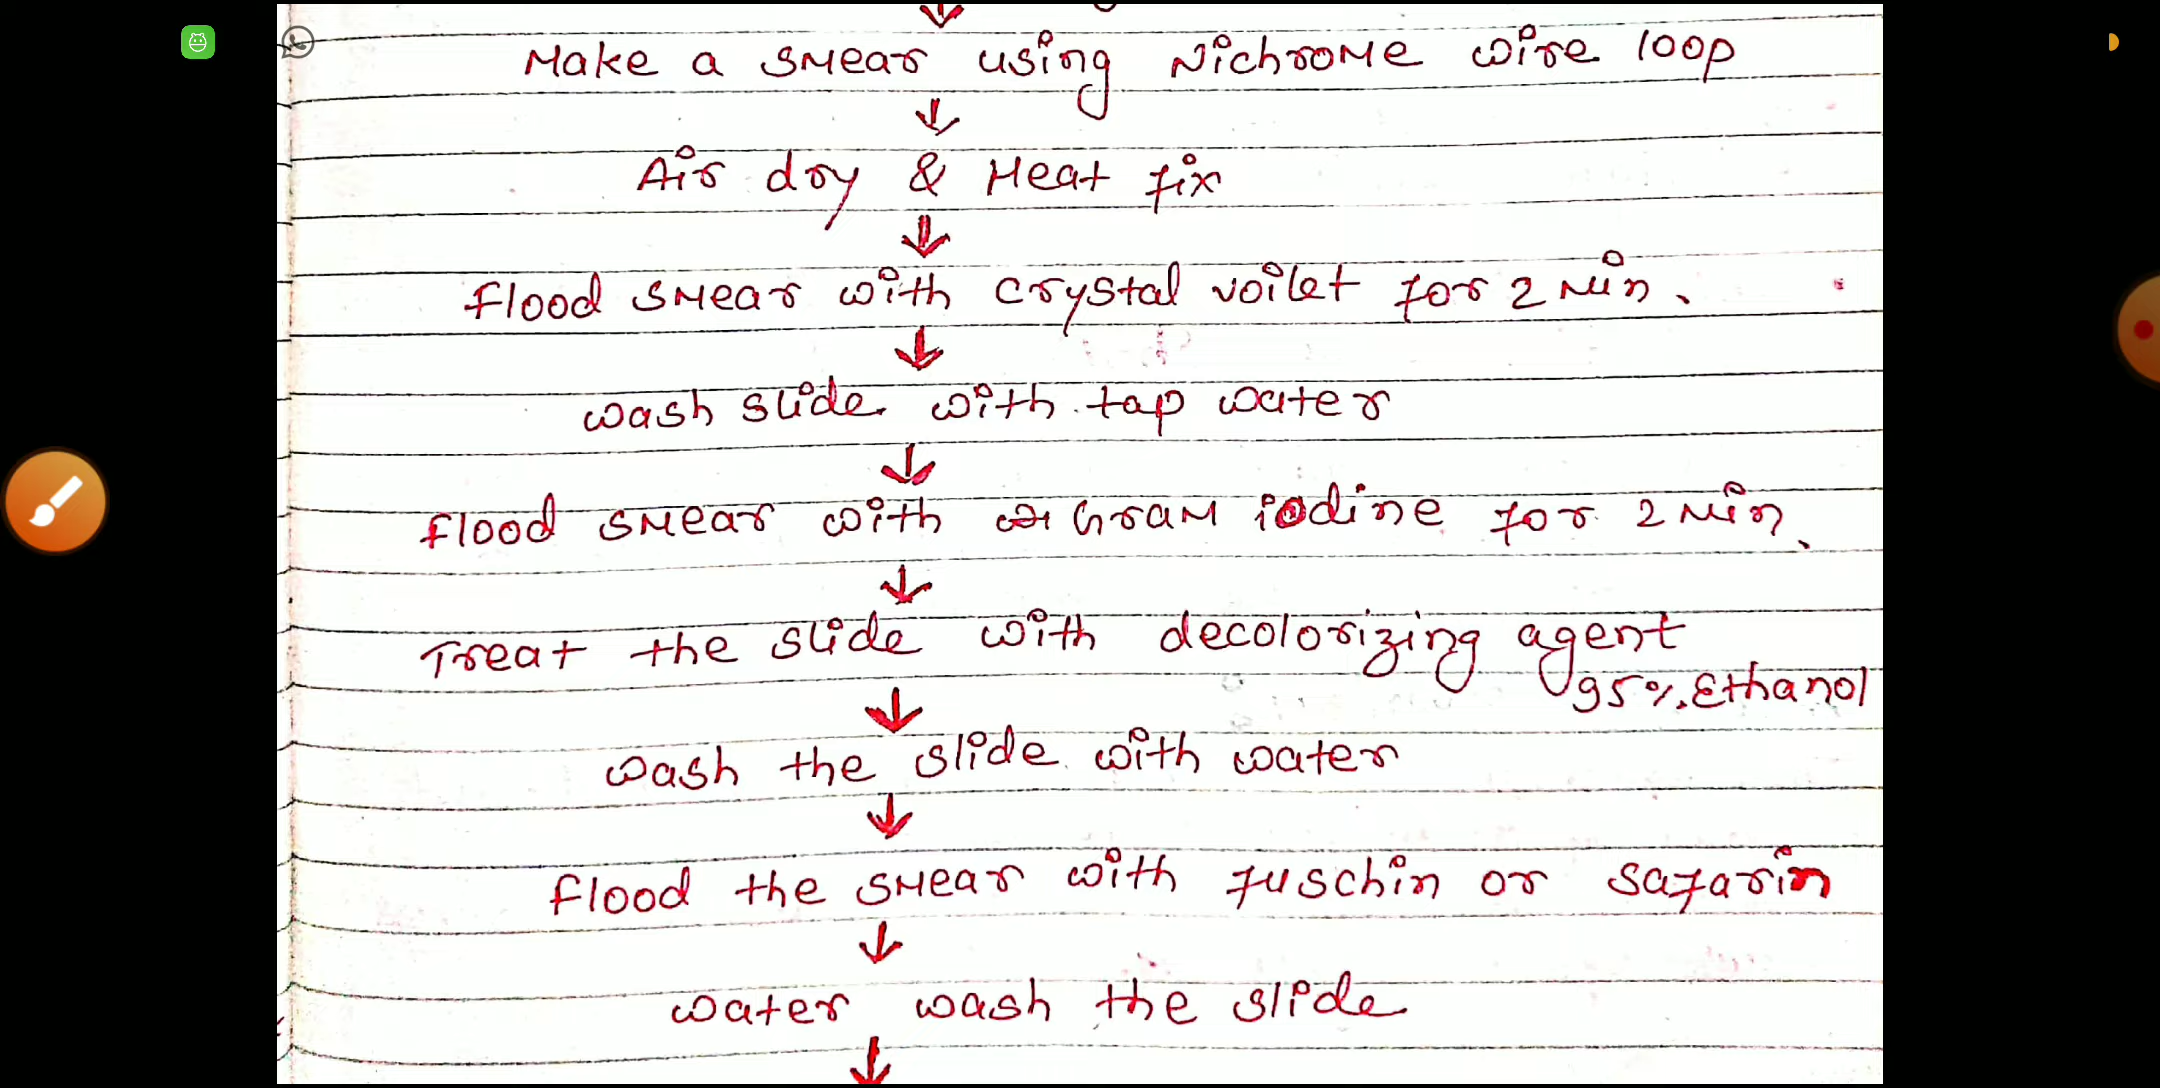 Make a smear using Nichrome wire loop
Air dry & Heat fix
flood smear with crystal voilet for 2 min.
wash slide with tap water
flood smear with Gram iodine for 2 min.
Treat the slide with decolorizing agent
95%. Ethanol
wash the slide with water
flood the smear with fuschin or safarin
water wash the slide